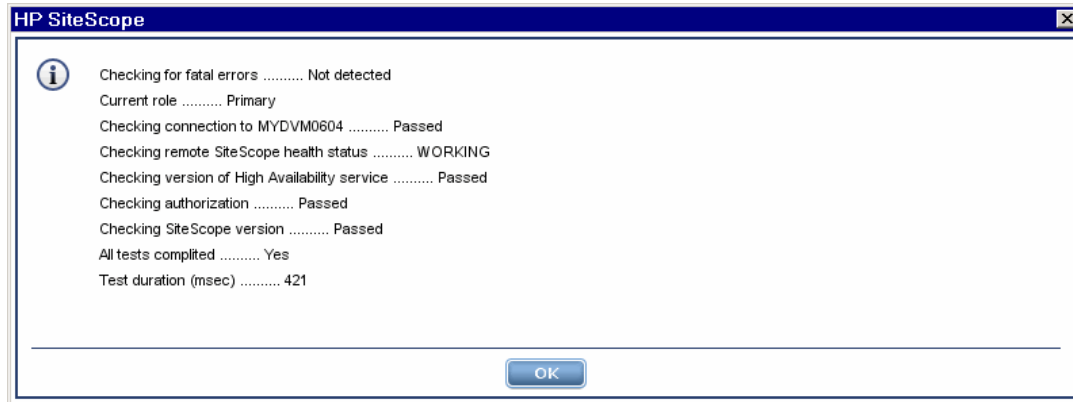 HP SiteScope
Checking for fatal errors .......... Not detected
Current role .......... Primary
Checking connection to MYDVM0604 .......... Passed
Checking remote SiteScope health status .......... WORKING
Checking version of High Availability service .......... Passed
Checking authorization .......... Passed
Checking SiteScope version .......... Passed
All tests complited .......... Yes
Test duration (msec) .......... 421
OK